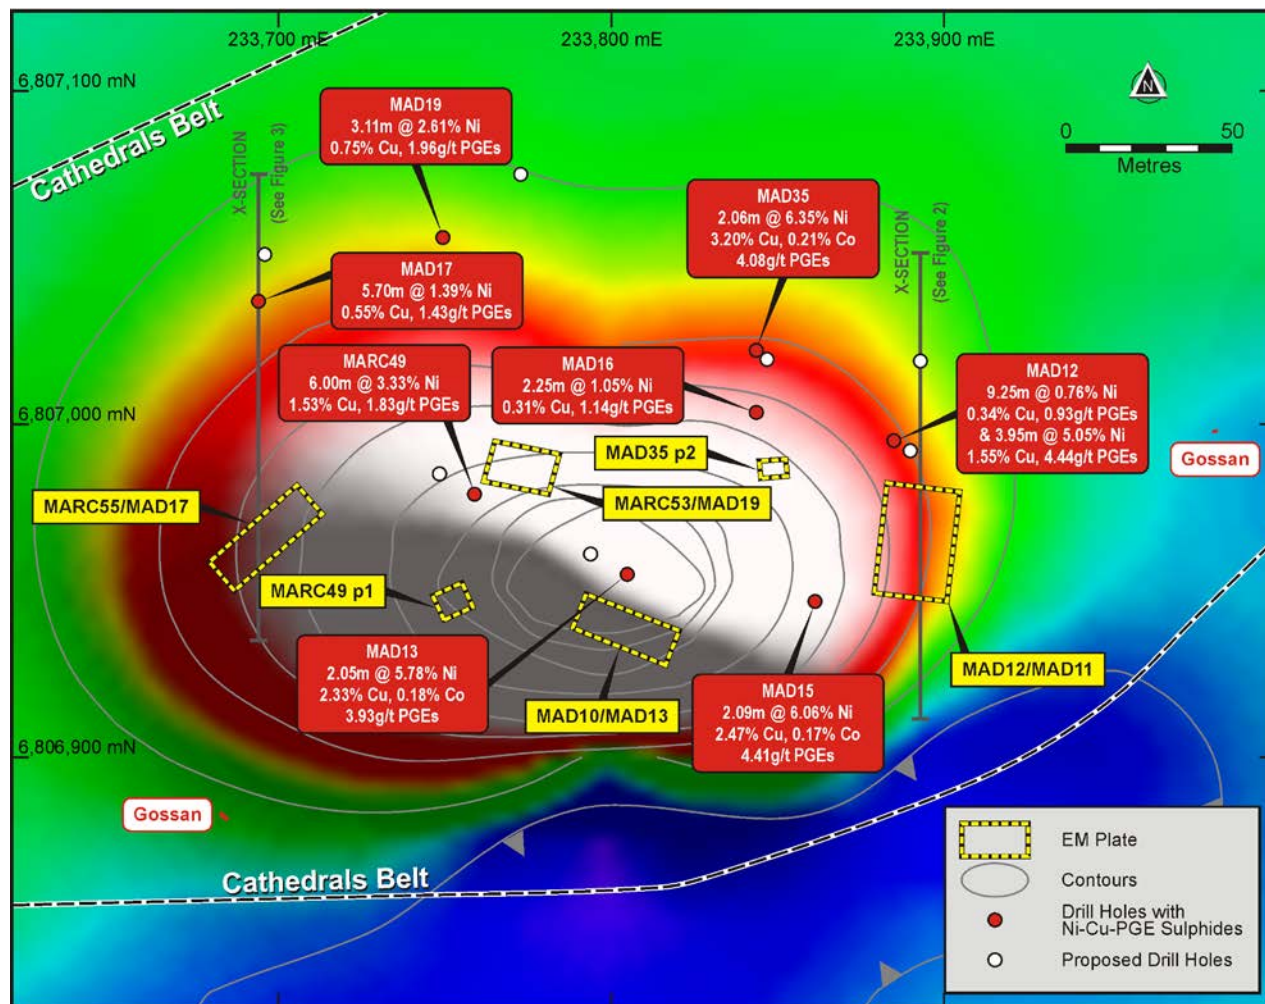 233,700 mE
233,800 mE
233,900 mE
6,807,100 mN
N
0
50
Metres
Cathedrals Belt
X-SECTION
(See Figure 3)
MAD19
3.11m @ 2.61% Ni
0.75% Cu, 1.96g/t PGEs
MAD35
2.06m @ 6.35% Ni
3.20% Cu, 0.21% Co
4.08g/t PGEs
X-SECTION
(See Figure 2)
MAD17
5.70m @ 1.39% Ni
0.55% Cu, 1.43g/t PGEs
MARC49
6.00m @ 3.33% Ni
1.53% Cu, 1.83g/t PGEs
MAD16
2.25m @ 1.05% Ni
0.31% Cu, 1.14g/t PGEs
MAD12
9.25m @ 0.76% Ni
0.34% Cu, 0.93g/t PGEs
& 3.95m @ 5.05% Ni
1.55% Cu, 4.44g/t PGEs
6,807,000 mN
MAD35 p2
Gossan
MARC55/MAD17
MARC53/MAD19
MARC49 p1
MAD13
2.05m @ 5.78% Ni
2.33% Cu, 0.18% Co
3.93g/t PGEs
MAD10/MAD13
MAD15
2.09m @ 6.06% Ni
2.47% Cu, 0.17% Co
4.41g/t PGEs
MAD12/MAD11
6,806,900 mN
Gossan
Cathedrals Belt
EM Plate
Contours
Drill Holes with
Ni-Cu-PGE Sulphides
Proposed Drill Holes